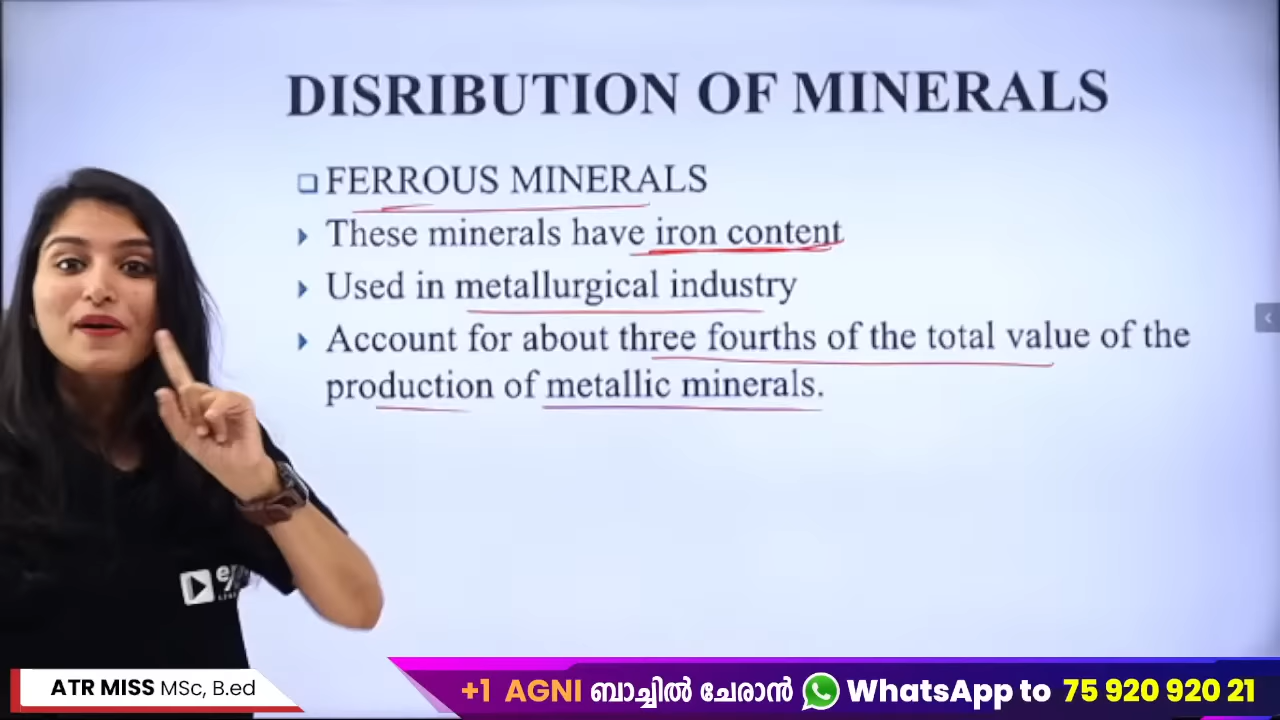 DISRIBUTION OF MINERALS
FERROUS MINERALS
These minerals have iron content
Used in metallurgical industry
Account for about three fourths of the total value of the
production of metallic minerals.
ATR MISS MSc, B.ed
+1 AGNI ബാച്ചിൽ ചേരാൻ WhatsApp to 75 920 920 21